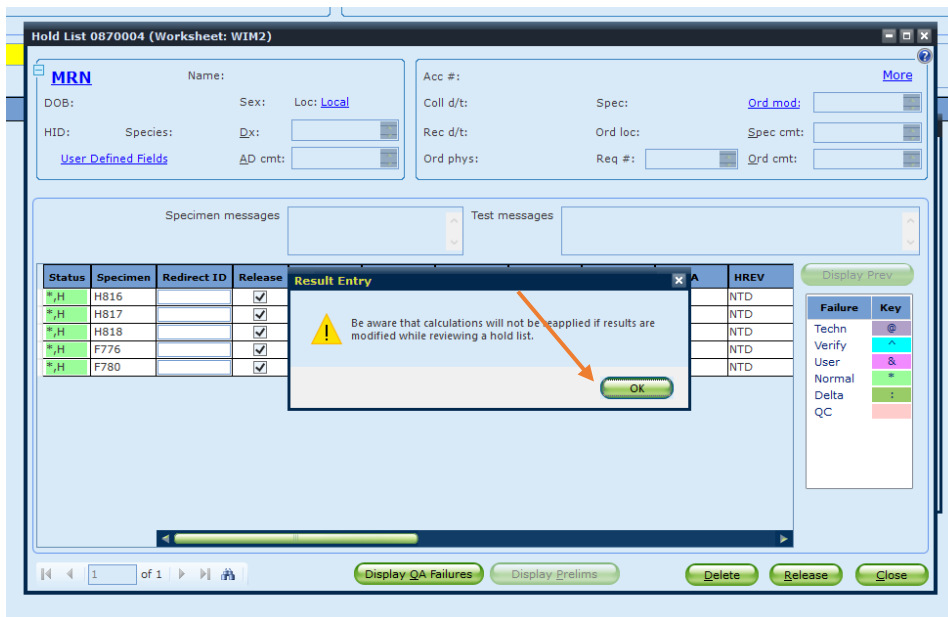 Hold List 0870004 (Worksheet: WIM2)
MRN Name: Acc #: More
DOB: Sex: Loc: Local Coll d/t: Spec: Ord mod:
HID: Species: Dx: Rec d/t: Ord loc: Spec cmt:
User Defined Fields AD cmt: Ord phys: Req #: Ord cmt:
Specimen messages Test messages
Status Specimen Redirect ID Release A HREV Display Prev
Result Entry
*,H H816 NTD
*,H H817 NTD
*,H H818 NTD
*,H F776 NTD
*,H F780 NTD
Be aware that calculations will not be reapplied if results are
modified while reviewing a hold list.
OK
Failure Key
Techn @
Verify ^
User &
Normal *
Delta :
QC
1 of 1 Display QA Failures Display Prelims Delete Release Close